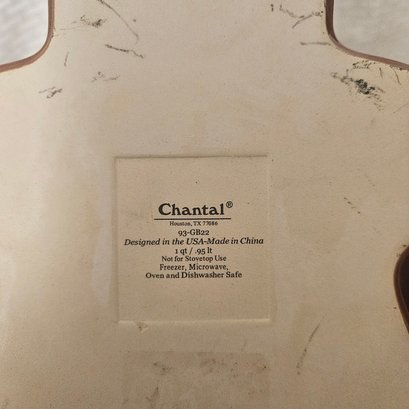 Chantal®
Houston, TX 77086
93-GB22
Designed in the USA-Made in China
1 qt / .95 lt
Not for Stovetop Use
Freezer, Microwave,
Oven and Dishwasher Safe